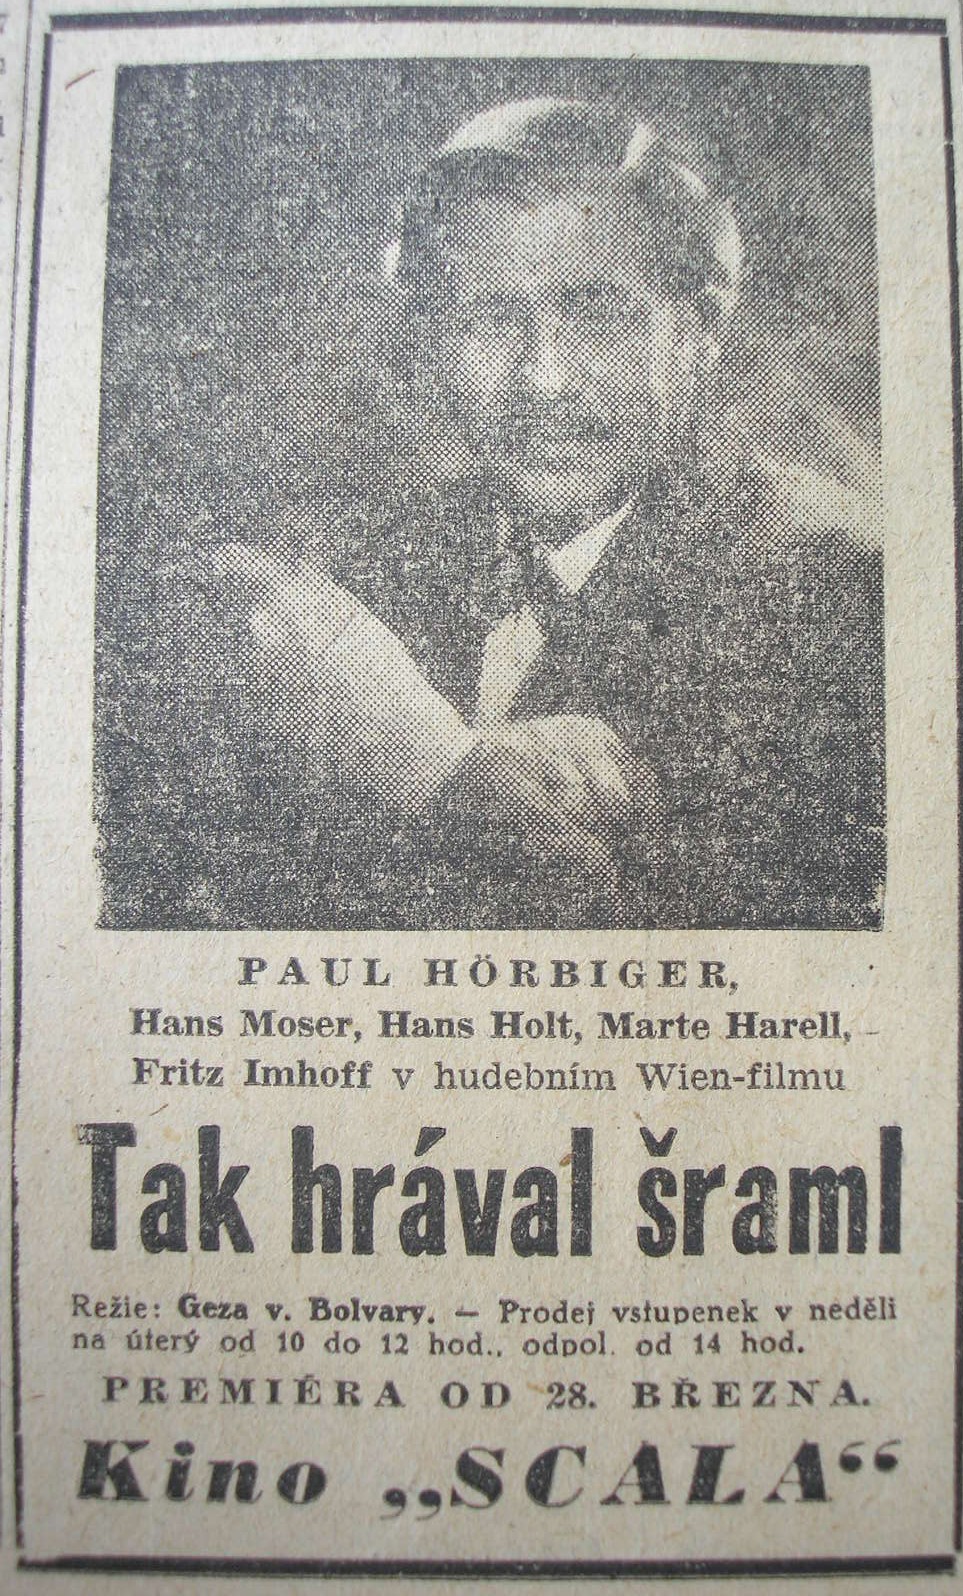 PAUL HÖRBIGER,
Hans Moser, Hans Holt, Marte Harell,
Fritz Imhoff v hudebním Wien-filmu
Tak hrával šraml
Režie: Geza v. Bolvary. — Prodej vstupenek v neděli
na úterý od 10 do 12 hod., odpol. od 14 hod.
PREMIÉRA OD 28. BŘEZNA.
Kino „SCALA“